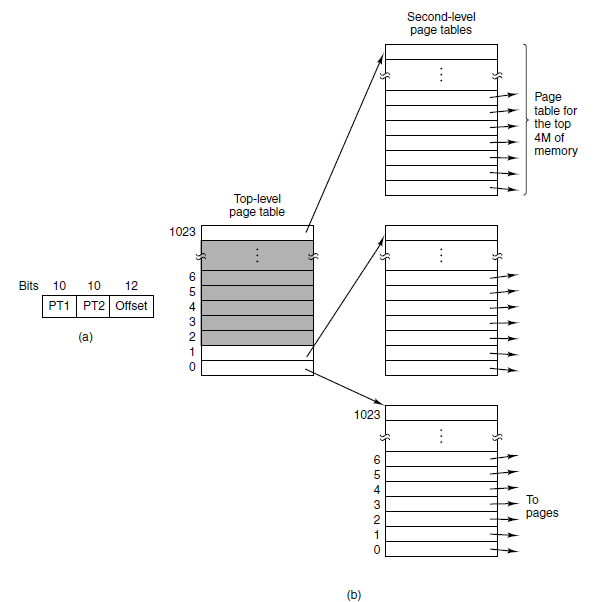 Second-level
page tables
Page
table for
the top
4M of
memory
Top-level
page table
1023
6
5
4
3
2
1
0
Bits 10 10 12
PT1 PT2 Offset
(a)
1023
6
5
4
3
2
1
0
To
pages
(b)